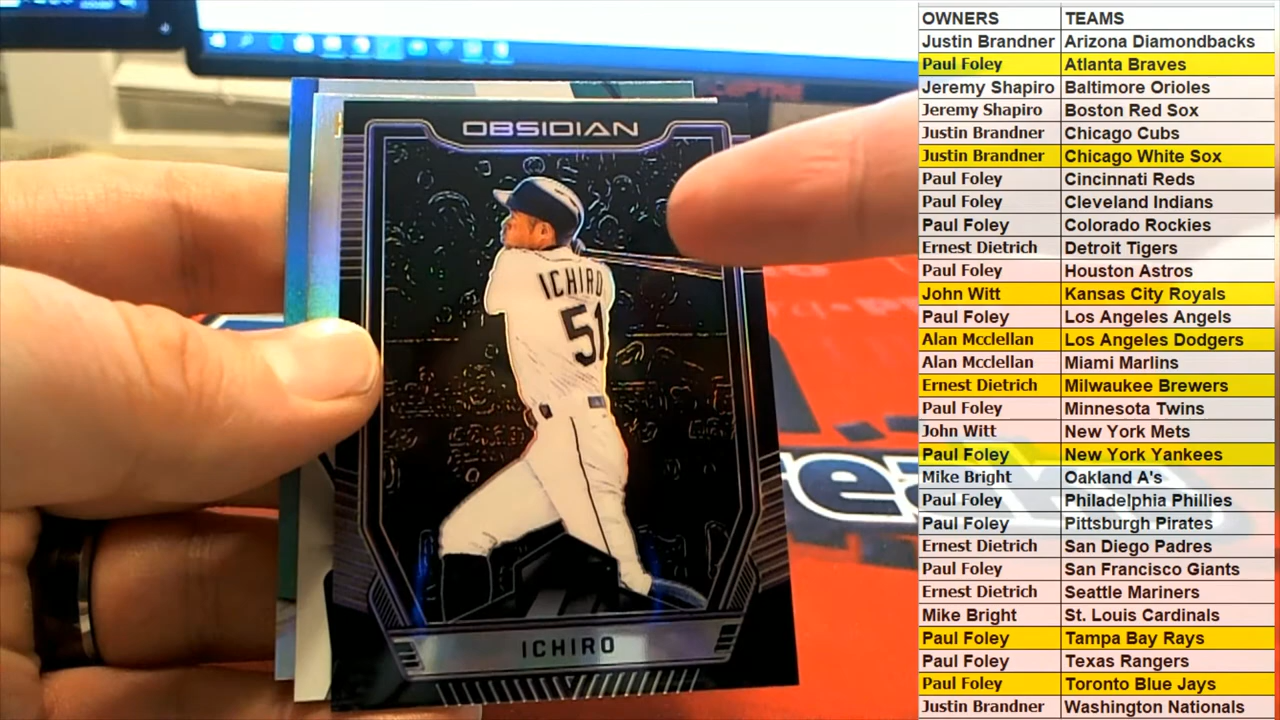 OBSIDIAN
ICHIRO
51
ICHIRO
OWNERS TEAMS
Justin Brandner Arizona Diamondbacks
Paul Foley Atlanta Braves
Jeremy Shapiro Baltimore Orioles
Jeremy Shapiro Boston Red Sox
Justin Brandner Chicago Cubs
Justin Brandner Chicago White Sox
Paul Foley Cincinnati Reds
Paul Foley Cleveland Indians
Paul Foley Colorado Rockies
Ernest Dietrich Detroit Tigers
Paul Foley Houston Astros
John Witt Kansas City Royals
Paul Foley Los Angeles Angels
Alan Mcclellan Los Angeles Dodgers
Alan Mcclellan Miami Marlins
Ernest Dietrich Milwaukee Brewers
Paul Foley Minnesota Twins
John Witt New York Mets
Paul Foley New York Yankees
Mike Bright Oakland A's
Paul Foley Philadelphia Phillies
Paul Foley Pittsburgh Pirates
Ernest Dietrich San Diego Padres
Paul Foley San Francisco Giants
Ernest Dietrich Seattle Mariners
Mike Bright St. Louis Cardinals
Paul Foley Tampa Bay Rays
Paul Foley Texas Rangers
Paul Foley Toronto Blue Jays
Justin Brandner Washington Nationals